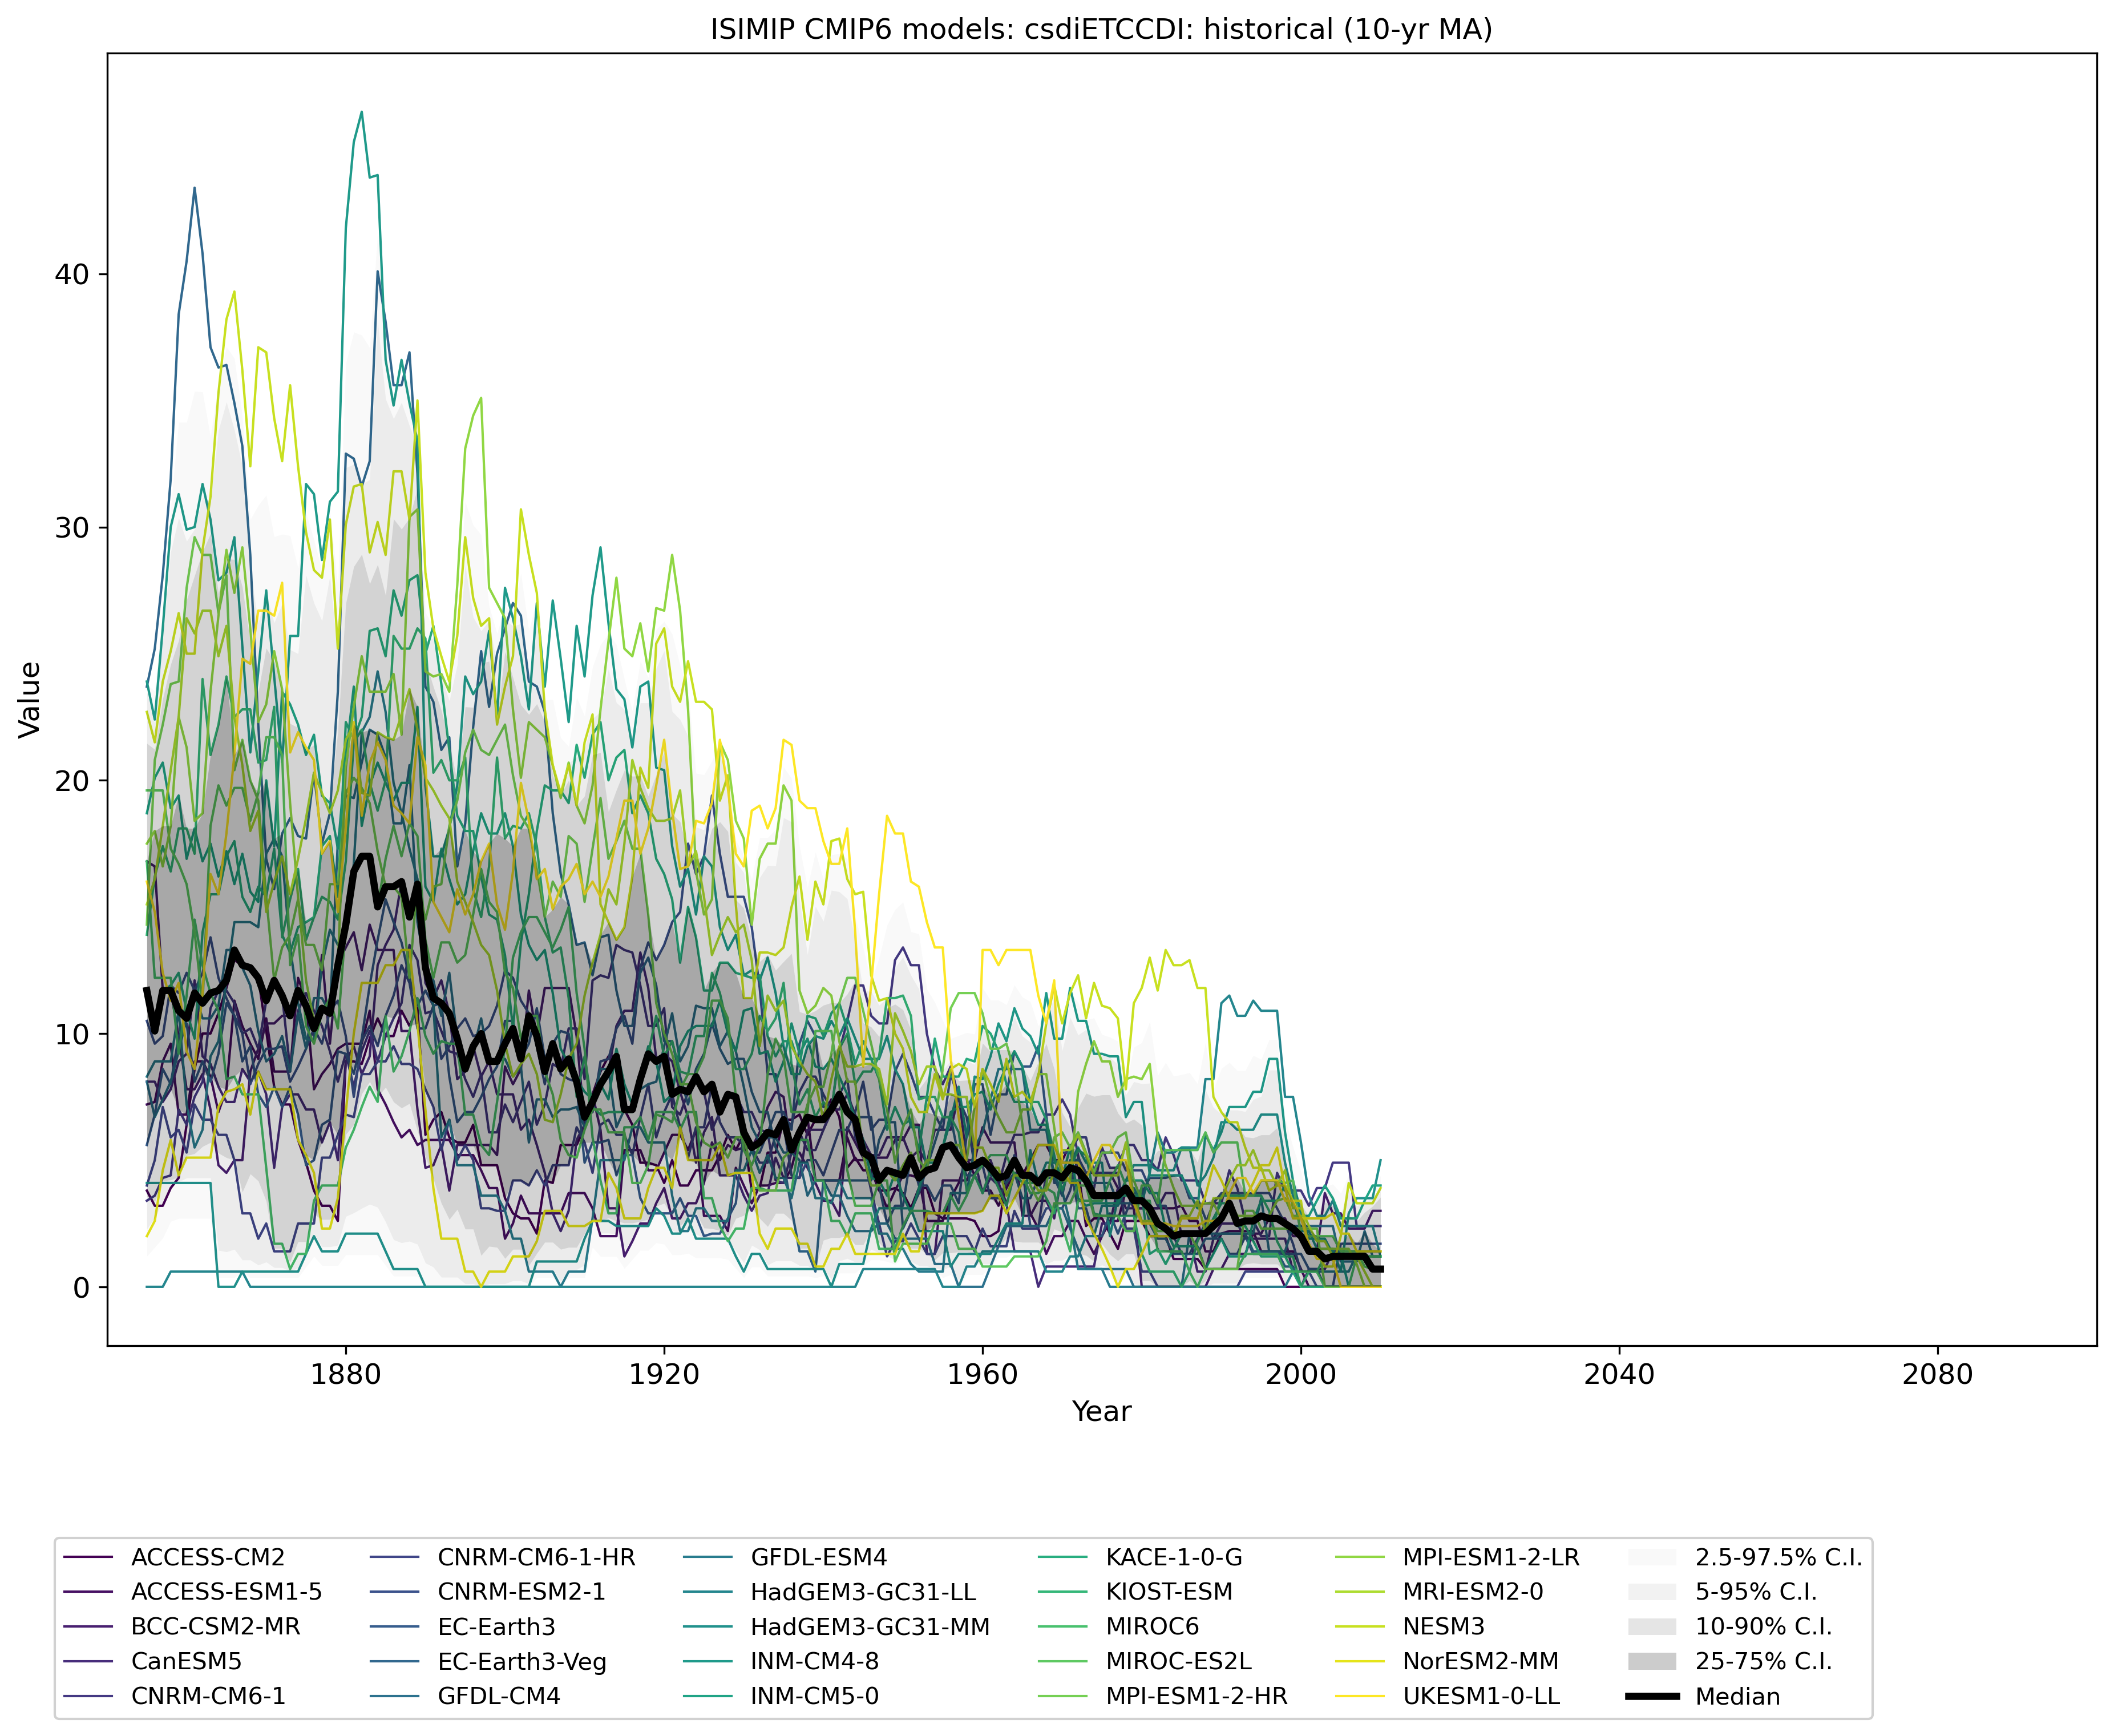 ISIMIP CMIP6 models: csdiETCCDI: historical (10-yr MA)
Value
40
30
20
10
0
1880 1920 1960 2000 2040 2080
Year
ACCESS-CM2
ACCESS-ESM1-5
BCC-CSM2-MR
CanESM5
CNRM-CM6-1
CNRM-CM6-1-HR
CNRM-ESM2-1
EC-Earth3
EC-Earth3-Veg
GFDL-CM4
GFDL-ESM4
HadGEM3-GC31-LL
HadGEM3-GC31-MM
INM-CM4-8
INM-CM5-0
KACE-1-0-G
KIOST-ESM
MIROC6
MIROC-ES2L
MPI-ESM1-2-HR
MPI-ESM1-2-LR
MRI-ESM2-0
NESM3
NorESM2-MM
UKESM1-0-LL
2.5-97.5% C.I.
5-95% C.I.
10-90% C.I.
25-75% C.I.
Median